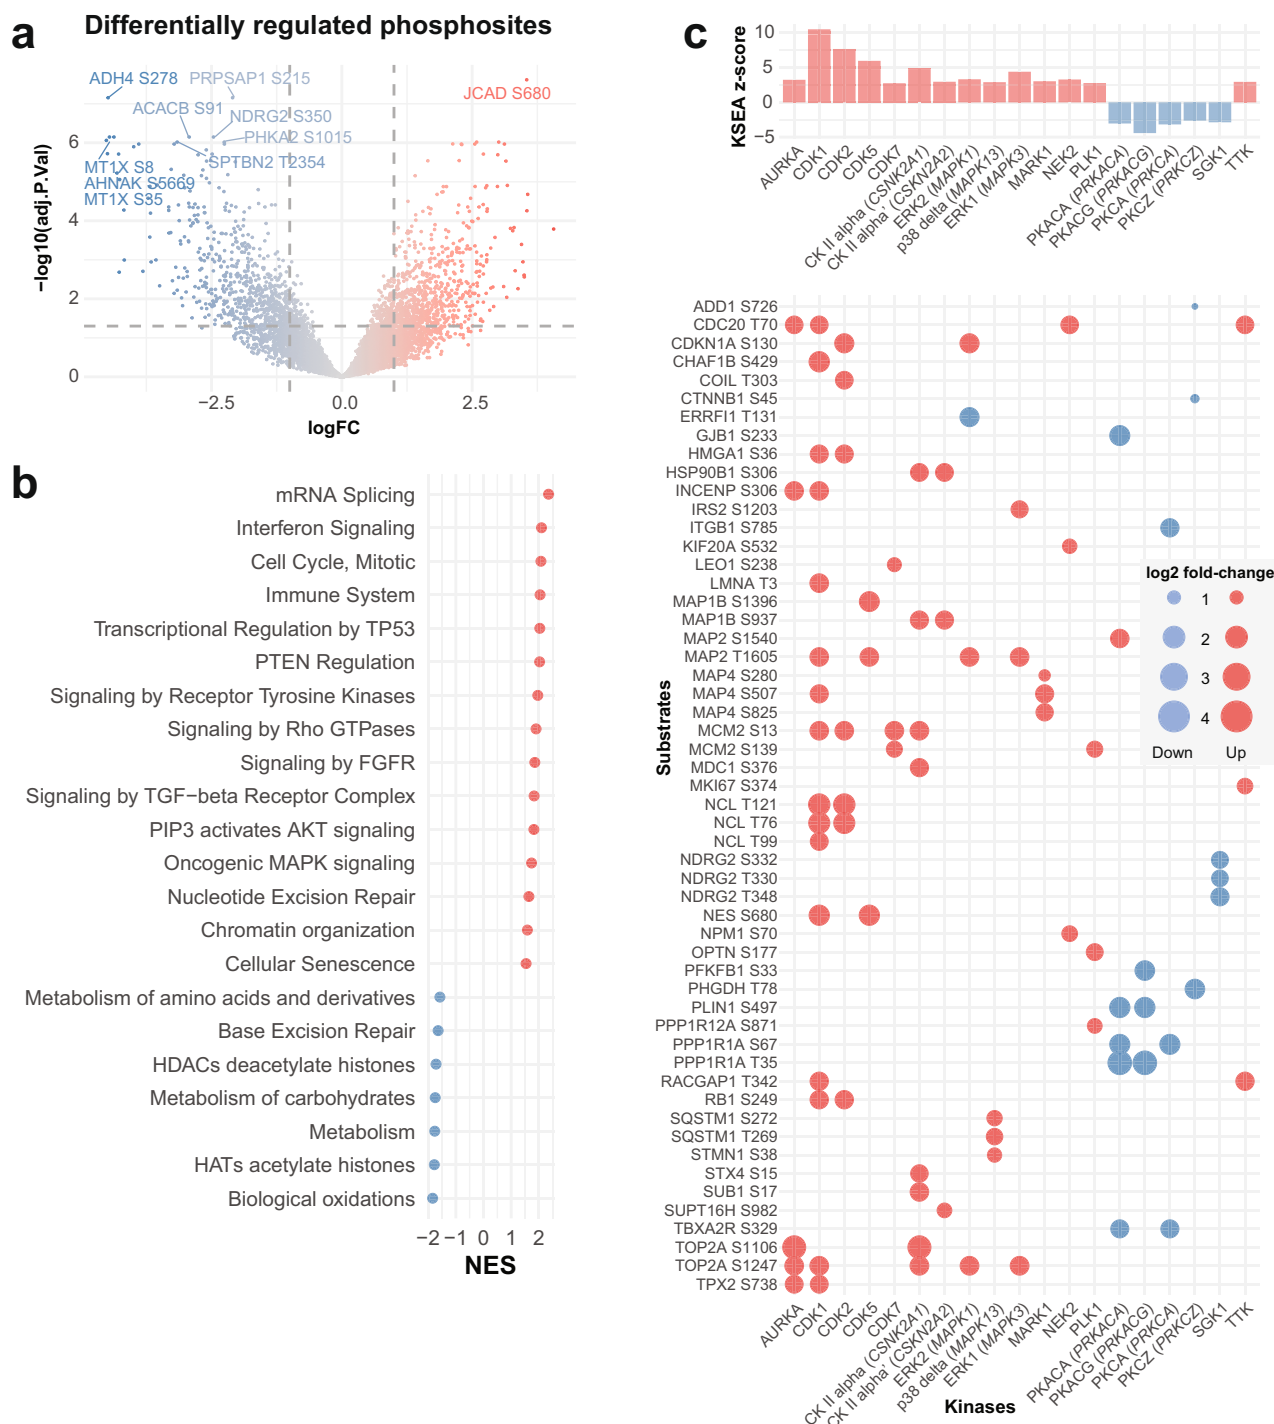 a
Differentially regulated phosphosites
ADH4 S278
PRPSAP1 S215
JCAD S680
ACACB S91
NDRG2 S350
PHKA2 S1015
SPTBN2 T2354
MT1X S8
AHNAK S5669
MT1X S35
−log10(adj.P.Val)
6
4
2
0
−2.5
0.0
2.5
logFC
b
mRNA Splicing
Interferon Signaling
Cell Cycle, Mitotic
Immune System
Transcriptional Regulation by TP53
PTEN Regulation
Signaling by Receptor Tyrosine Kinases
Signaling by Rho GTPases
Signaling by FGFR
Signaling by TGF−beta Receptor Complex
PIP3 activates AKT signaling
Oncogenic MAPK signaling
Nucleotide Excision Repair
Chromatin organization
Cellular Senescence
Metabolism of amino acids and derivatives
Base Excision Repair
HDACs deacetylate histones
Metabolism of carbohydrates
Metabolism
HATs acetylate histones
Biological oxidations
−2 −1 0 1 2
NES
c
KSEA z-score
10
5
0
−5
AURKA
CDK1
CDK2
CDK5
CDK7
CK II alpha (CSNK2A1)
CK II alpha' (CSKN2A2)
ERK2 (MAPK1)
p38 delta (MAPK13)
ERK1 (MAPK3)
MARK1
NEK2
PLK1
PKACA (PRKACA)
PKACG (PRKACG)
PKCA (PRKCA)
PKCZ (PRKCZ)
SGK1
TTK
Substrates
ADD1 S726
CDC20 T70
CDKN1A S130
CHAF1B S429
COIL T303
CTNNB1 S45
ERRFI1 T131
GJB1 S233
HMGA1 S36
HSP90B1 S306
INCENP S306
IRS2 S1203
ITGB1 S785
KIF20A S532
LEO1 S238
LMNA T3
MAP1B S1396
MAP1B S937
MAP2 S1540
MAP2 T1605
MAP4 S280
MAP4 S507
MAP4 S825
MCM2 S13
MCM2 S139
MDC1 S376
MKI67 S374
NCL T121
NCL T76
NCL T99
NDRG2 S332
NDRG2 T330
NDRG2 T348
NES S680
NPM1 S70
OPTN S177
PFKFB1 S33
PHGDH T78
PLIN1 S497
PPP1R12A S871
PPP1R1A S67
PPP1R1A T35
RACGAP1 T342
RB1 S249
SQSTM1 S272
SQSTM1 T269
STMN1 S38
STX4 S15
SUB1 S17
SUPT16H S982
TBXA2R S329
TOP2A S1106
TOP2A S1247
TPX2 S738
log2 fold-change
1
2
3
4
Down Up
AURKA
CDK1
CDK2
CDK5
CDK7
CK II alpha (CSNK2A1)
CK II alpha' (CSKN2A2)
ERK2 (MAPK1)
p38 delta (MAPK13)
ERK1 (MAPK3)
MARK1
NEK2
PLK1
PKACA (PRKACA)
PKACG (PRKACG)
PKCA (PRKCA)
PKCZ (PRKCZ)
SGK1
TTK
Kinases